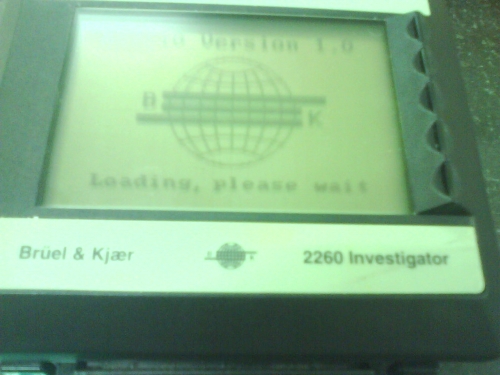 Version 1.0
B
K
Loading, please wait
Brüel & Kjær
2260 Investigator